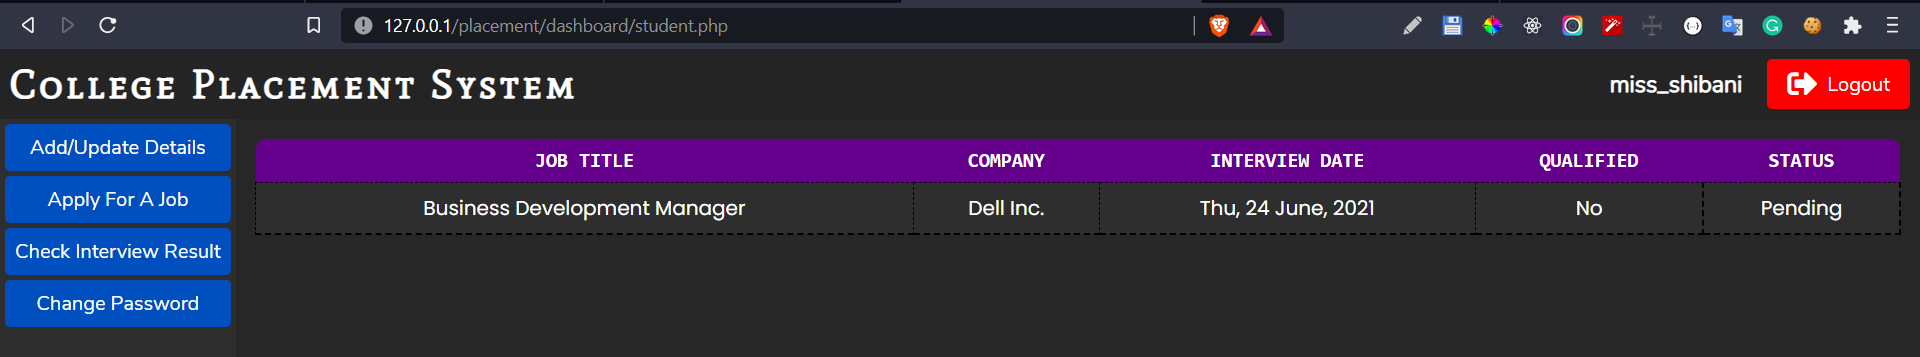 127.0.0.1/placement/dashboard/student.php
College Placement System
miss_shibani
Logout
Add/Update Details
Apply For A Job
Check Interview Result
Change Password
JOB TITLE COMPANY INTERVIEW DATE QUALIFIED STATUS
Business Development Manager Dell Inc. Thu, 24 June, 2021 No Pending